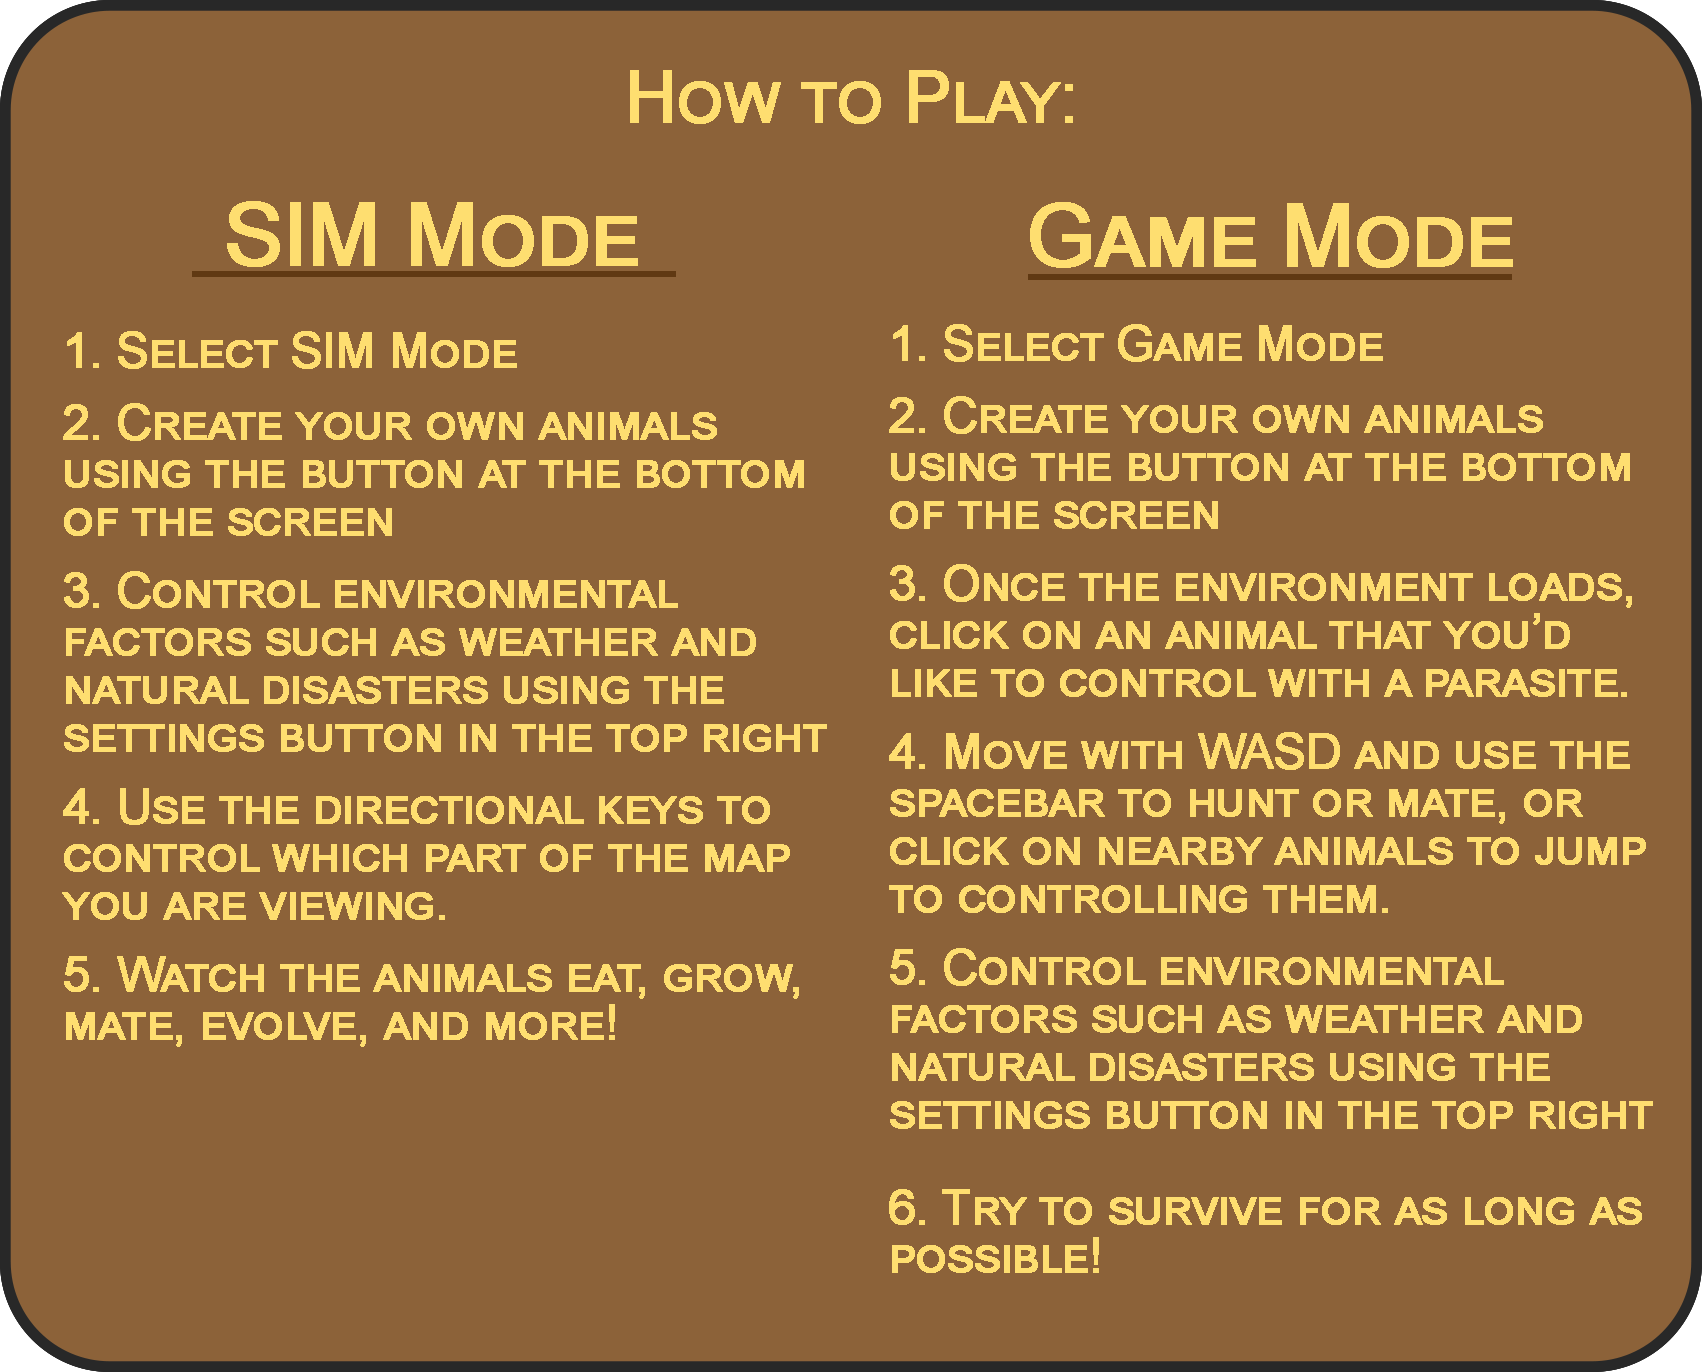 How to Play:
SIM Mode
1. Select SIM Mode
2. Create your own animals
using the button at the bottom
of the screen
3. Control environmental
factors such as weather and
natural disasters using the
settings button in the top right
4. Use the directional keys to
control which part of the map
you are viewing.
5. Watch the animals eat, grow,
mate, evolve, and more!
Game Mode
1. Select Game Mode
2. Create your own animals
using the button at the bottom
of the screen
3. Once the environment loads,
click on an animal that you’d
like to control with a parasite.
4. Move with WASD and use the
spacebar to hunt or mate, or
click on nearby animals to jump
to controlling them.
5. Control environmental
factors such as weather and
natural disasters using the
settings button in the top right
6. Try to survive for as long as
possible!